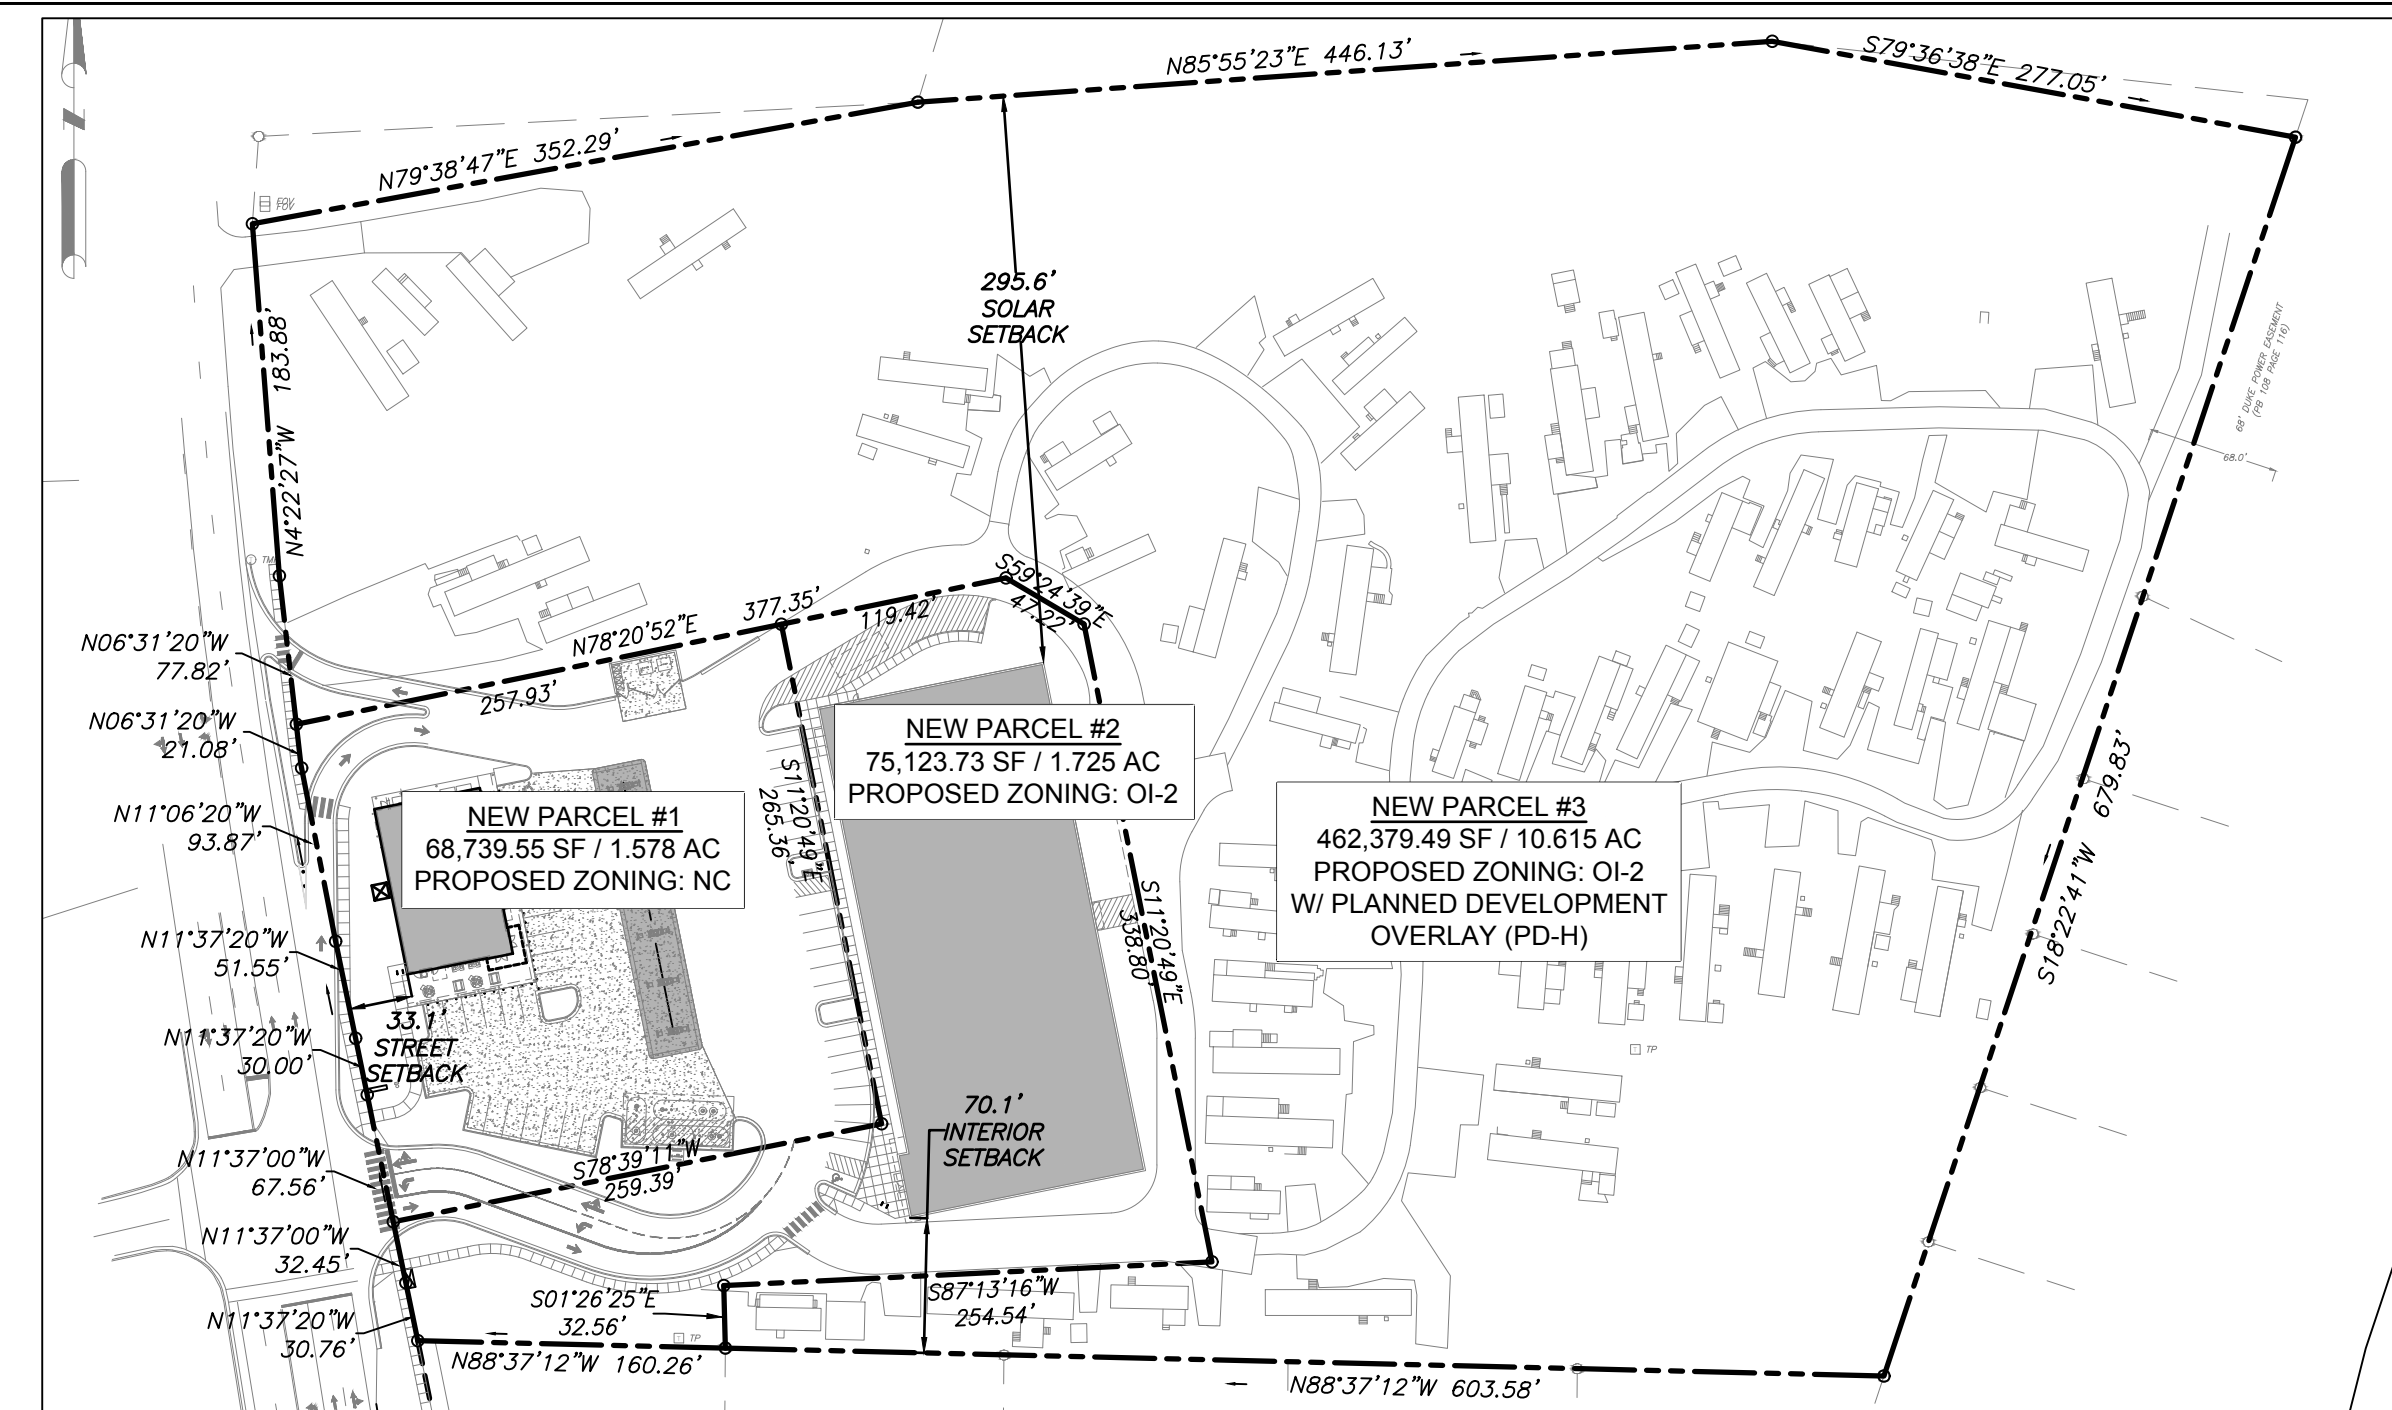 N85°55'23"E 446.13'
S79°36'38"E 277.05'
N79°38'47"E 352.29'
N4°22'27"W 183.88'
295.6'
SOLAR
SETBACK
68' DUKE POWER EASEMENT
(PB 108 PAGE 116)
68.0'
S59°24'39"E
47.22'
377.35'
119.42'
N78°20'52"E
257.93'
N06°31'20"W
77.82'
N06°31'20"W
21.08'
N11°06'20"W
93.87'
N11°37'20"W
51.55'
N11°37'20"W
30.00'
N11°37'00"W
67.56'
N11°37'00"W
32.45'
N11°37'20"W
30.76'
NEW PARCEL #1
68,739.55 SF / 1.578 AC
PROPOSED ZONING: NC
S11°20'49"E
265.36'
NEW PARCEL #2
75,123.73 SF / 1.725 AC
PROPOSED ZONING: OI-2
NEW PARCEL #3
462,379.49 SF / 10.615 AC
PROPOSED ZONING: OI-2
W/ PLANNED DEVELOPMENT
OVERLAY (PD-H)
S11°20'49"E
338.80'
S18°22'41"W 679.83'
33.1'
STREET
SETBACK
TP
70.1'
INTERIOR
SETBACK
S78°39'11"W
259.39'
S01°26'25"E
32.56'
TP
S87°13'16"W
254.54'
N88°37'12"W 160.26'
N88°37'12"W 603.58'